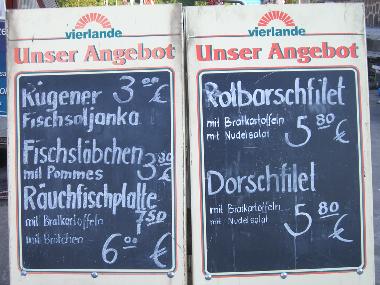 vierlande
Unser Angebot
Rügener 3 00 €
Fischsoljanka
Fischstäbchen
mit Pommes 3 80 €
Räucherfischplatte
mit Bratkartoffeln 7 50
mit Brötchen 6 00 €
vierlande
Unser Angebot
Rotbarschfilet
mit Bratkartoffeln
mit Nudelsalat 5 80 €
Dorschfilet
mit Bratkartoffeln
mit Nudelsalat 5 80 €
vierlande
vierlande